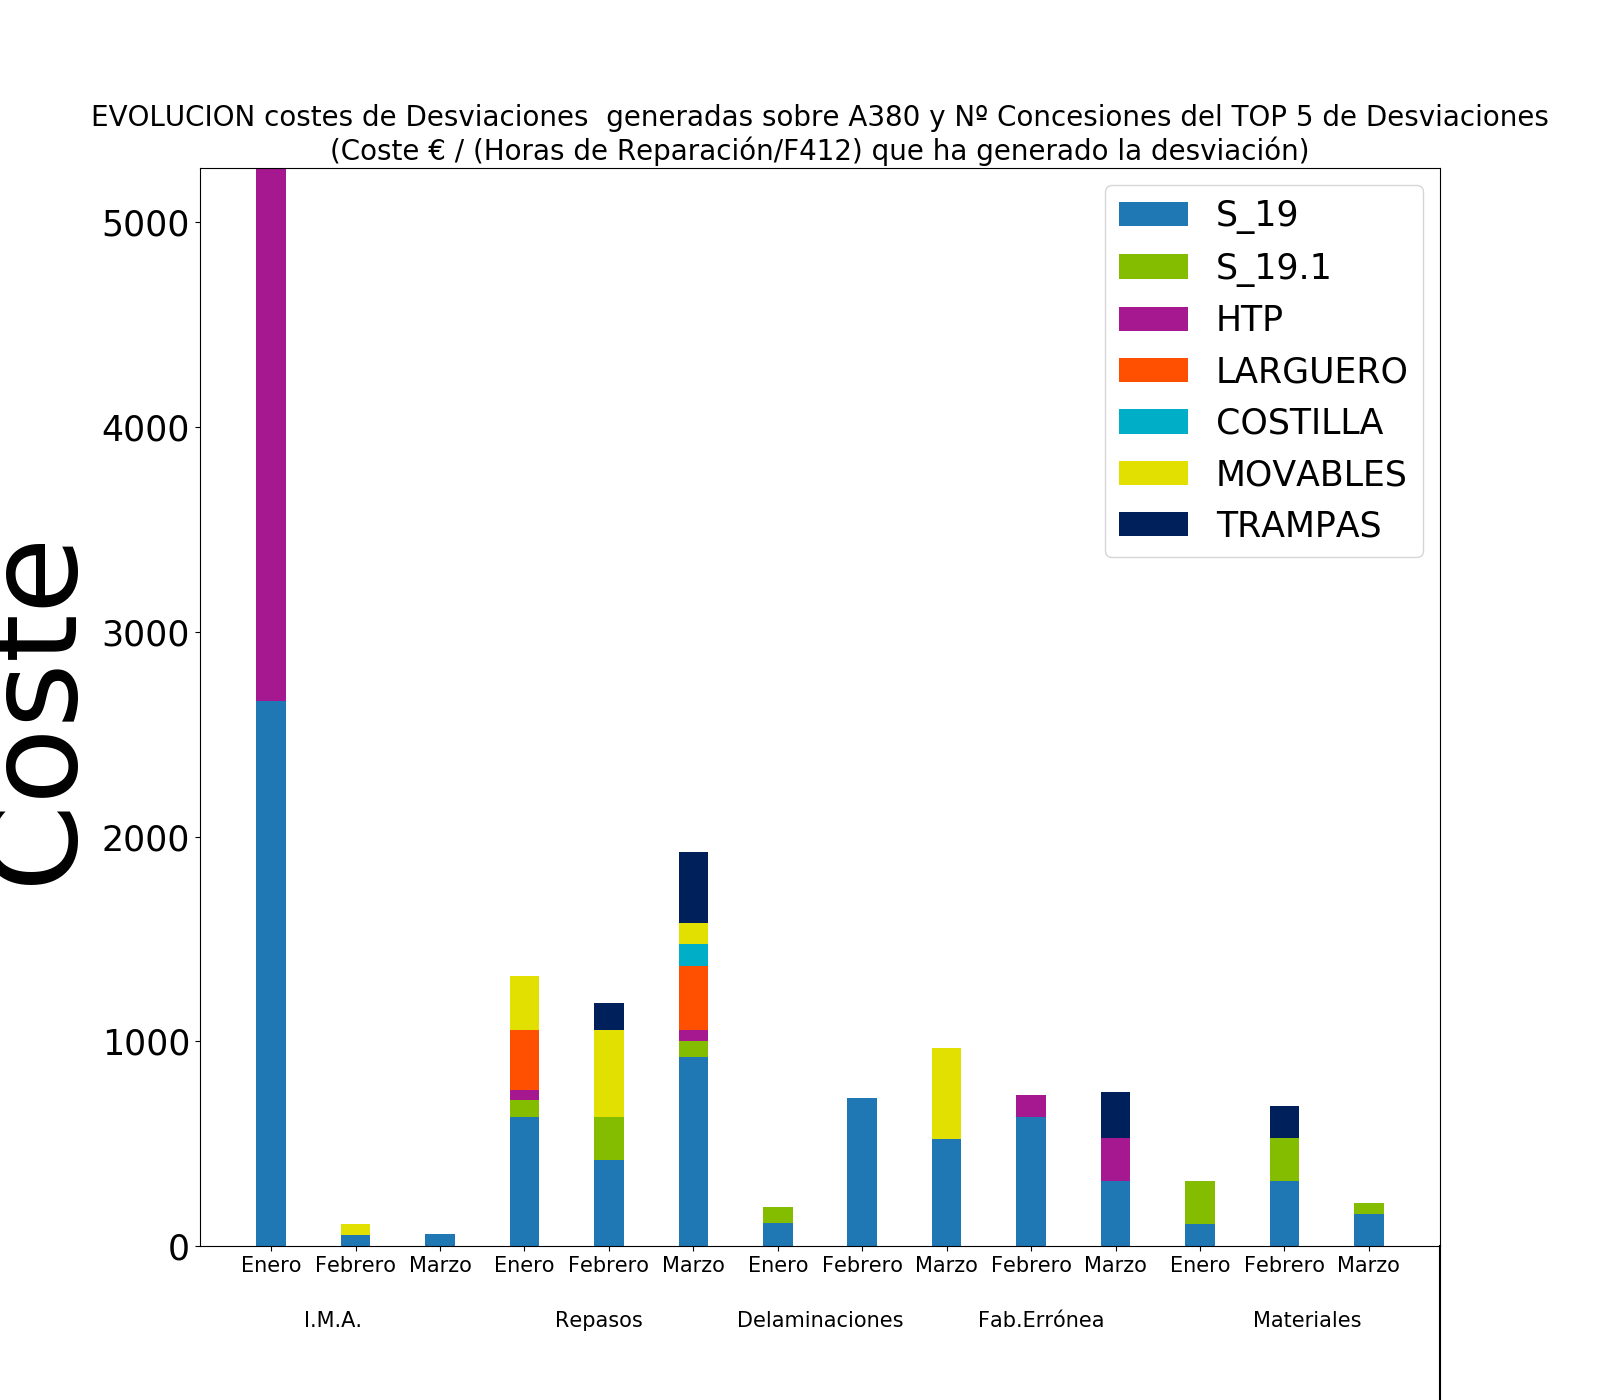 EVOLUCION costes de Desviaciones  generadas sobre A380 y Nº Concesiones del TOP 5 de Desviaciones
(Coste € / (Horas de Reparación/F412) que ha generado la desviación)
5000
4000
3000
2000
1000
0
Coste
S_19
S_19.1
HTP
LARGUERO
COSTILLA
MOVABLES
TRAMPAS
Enero Febrero Marzo Enero Febrero Marzo Enero Febrero Marzo Febrero Marzo Enero Febrero Marzo
I.M.A. Repasos Delaminaciones Fab.Errónea Materiales